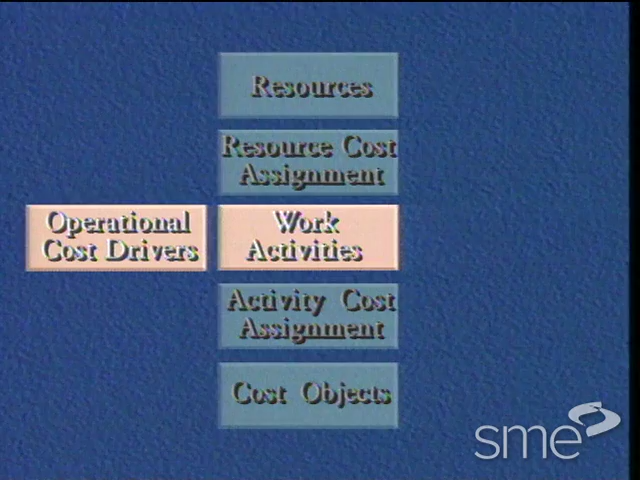 Resources
Resource Cost
Assignment
Operational
Cost Drivers
Work
Activities
Activity Cost
Assignment
Cost Objects
sme